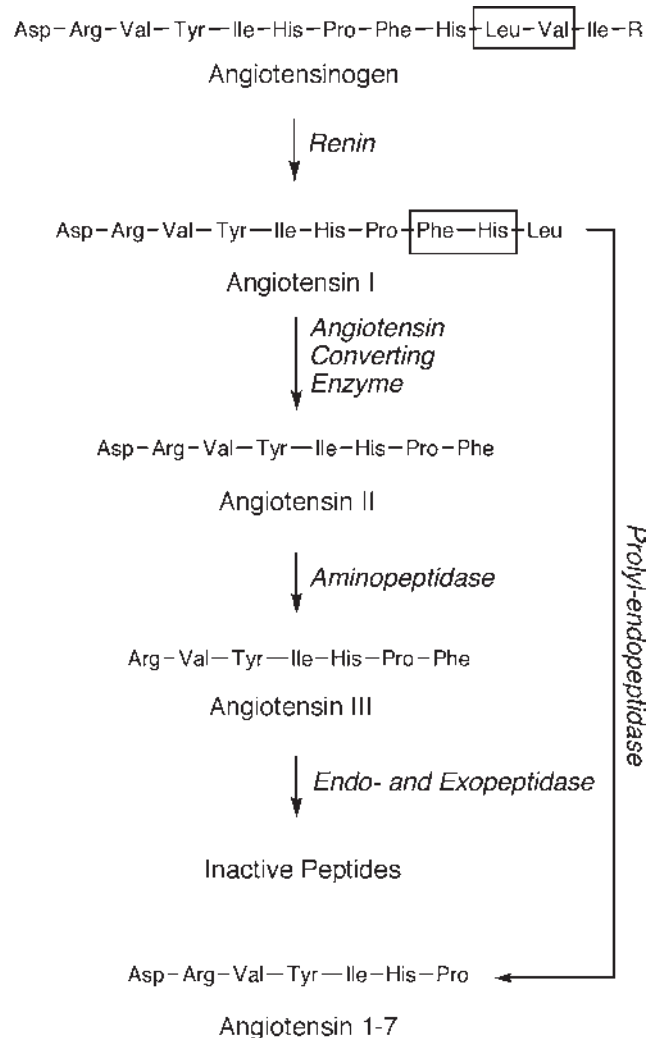 Asp-Arg-Val-Tyr-Ile-His-Pro-Phe-His-Leu-Val-Ile-R
Angiotensinogen
Renin
Asp-Arg-Val-Tyr-Ile-His-Pro-Phe-His-Leu
Angiotensin I
Angiotensin
Converting
Enzyme
Asp-Arg-Val-Tyr-Ile-His-Pro-Phe
Angiotensin II
Aminopeptidase
Arg-Val-Tyr-Ile-His-Pro-Phe
Angiotensin III
Endo- and Exopeptidase
Inactive Peptides
Prolyl-endopeptidase
Asp-Arg-Val-Tyr-Ile-His-Pro
Angiotensin 1-7